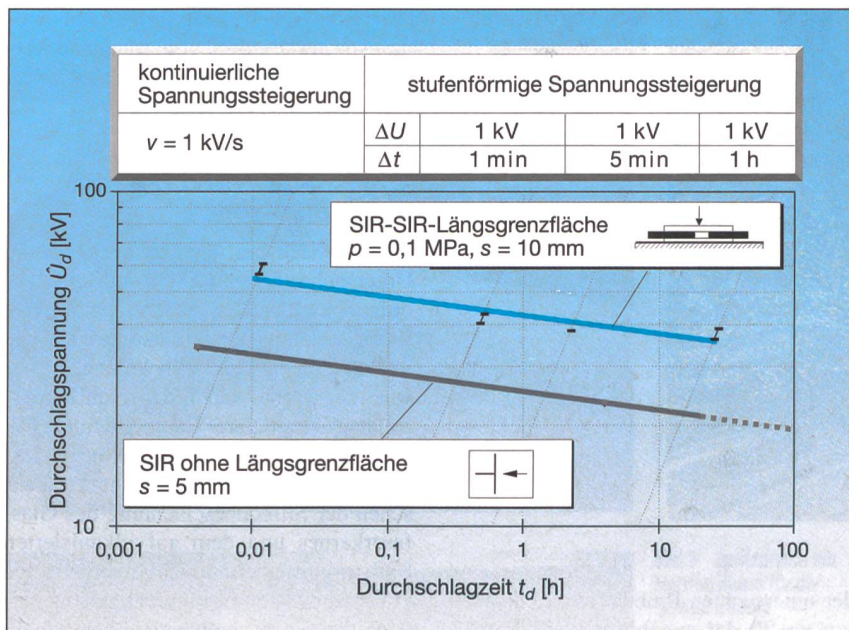 kontinuierliche
Spannungssteigerung
stufenförmige Spannungssteigerung
v = 1 kV/s
ΔU 1 kV 1 kV 1 kV
Δt 1 min 5 min 1 h
100
SIR-SIR-Längsgrenzfläche
p = 0,1 MPa, s = 10 mm
Durchschlagspannung Û_d [kV]
SIR ohne Längsgrenzfläche
s = 5 mm
10
0,001 0,01 0,1 1 10 100
Durchschlagzeit t_d [h]